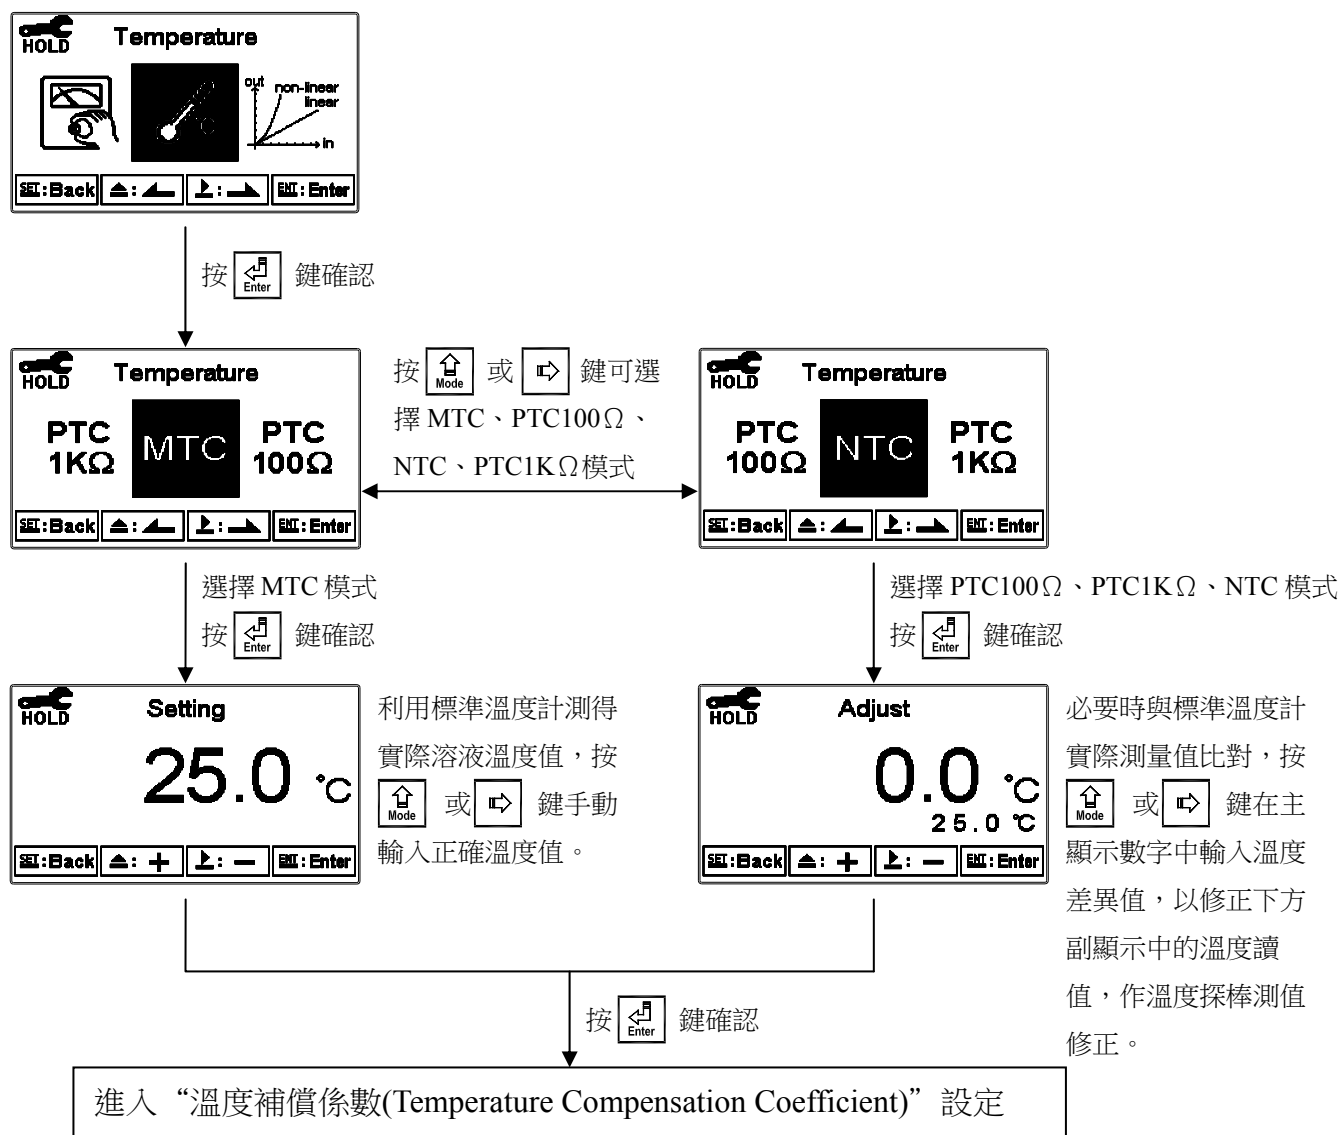 HOLD Temperature
out
non-linear
linear
in
SET:Back : : ENT:Enter
按 Enter 鍵確認
HOLD Temperature
PTC 1KΩ MTC PTC 100Ω
SET:Back : : ENT:Enter
按 Mode 或 鍵可選
擇 MTC、PTC100Ω、
NTC、PTC1KΩ模式
HOLD Temperature
PTC 100Ω NTC PTC 1KΩ
SET:Back : : ENT:Enter
選擇 MTC 模式
按 Enter 鍵確認
選擇 PTC100Ω、PTC1KΩ、NTC 模式
按 Enter 鍵確認
HOLD Setting
25.0 °C
SET:Back : + : − ENT:Enter
利用標準溫度計測得
實際溶液溫度值，按
Mode 或 鍵手動
輸入正確溫度值。
HOLD Adjust
0.0 °C
25.0 °C
SET:Back : + : − ENT:Enter
必要時與標準溫度計
實際測量值比對，按
Mode 或 鍵在主
顯示數字中輸入溫度
差異值，以修正下方
副顯示中的溫度讀
值，作溫度探棒測值
修正。
按 Enter 鍵確認
進入“溫度補償係數(Temperature Compensation Coefficient)”設定